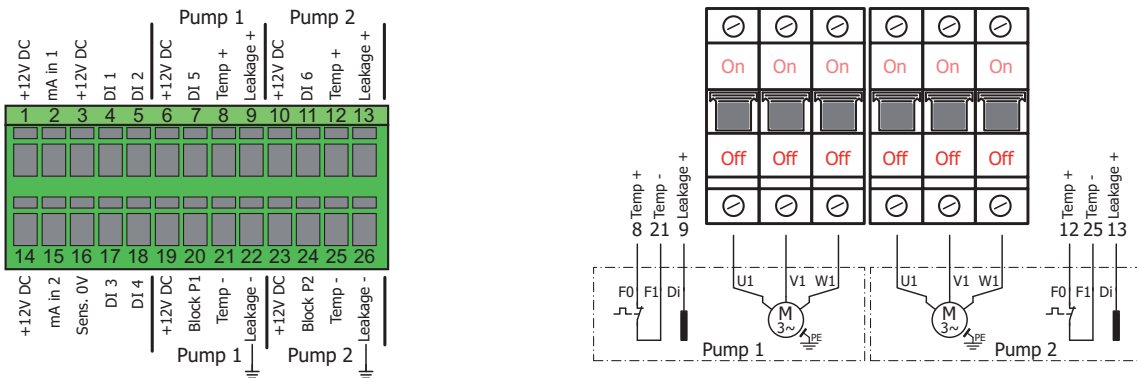 Pump 1 Pump 2
+12V DC
mA in 1
+12V DC
DI 1
DI 2
+12V DC
DI 5
Temp +
Leakage +
+12V DC
DI 6
Temp +
Leakage +
1 2 3 4 5 6 7 8 9 10 11 12 13
14 15 16 17 18 19 20 21 22 23 24 25 26
+12V DC
mA in 2
Sens. 0V
DI 3
DI 4
+12V DC
Block P1
Temp -
Leakage -
+12V DC
Block P2
Temp -
Leakage -
Pump 1 Pump 2
On On On On On On
Off Off Off Off Off Off
Temp +
Temp -
Leakage +
8 21 9
Temp +
Temp -
Leakage +
12 25 13
F0 F1 Di U1 V1 W1
M
3~
PE
Pump 1
U1 V1 W1 F0 F1 Di
M
3~
PE
Pump 2